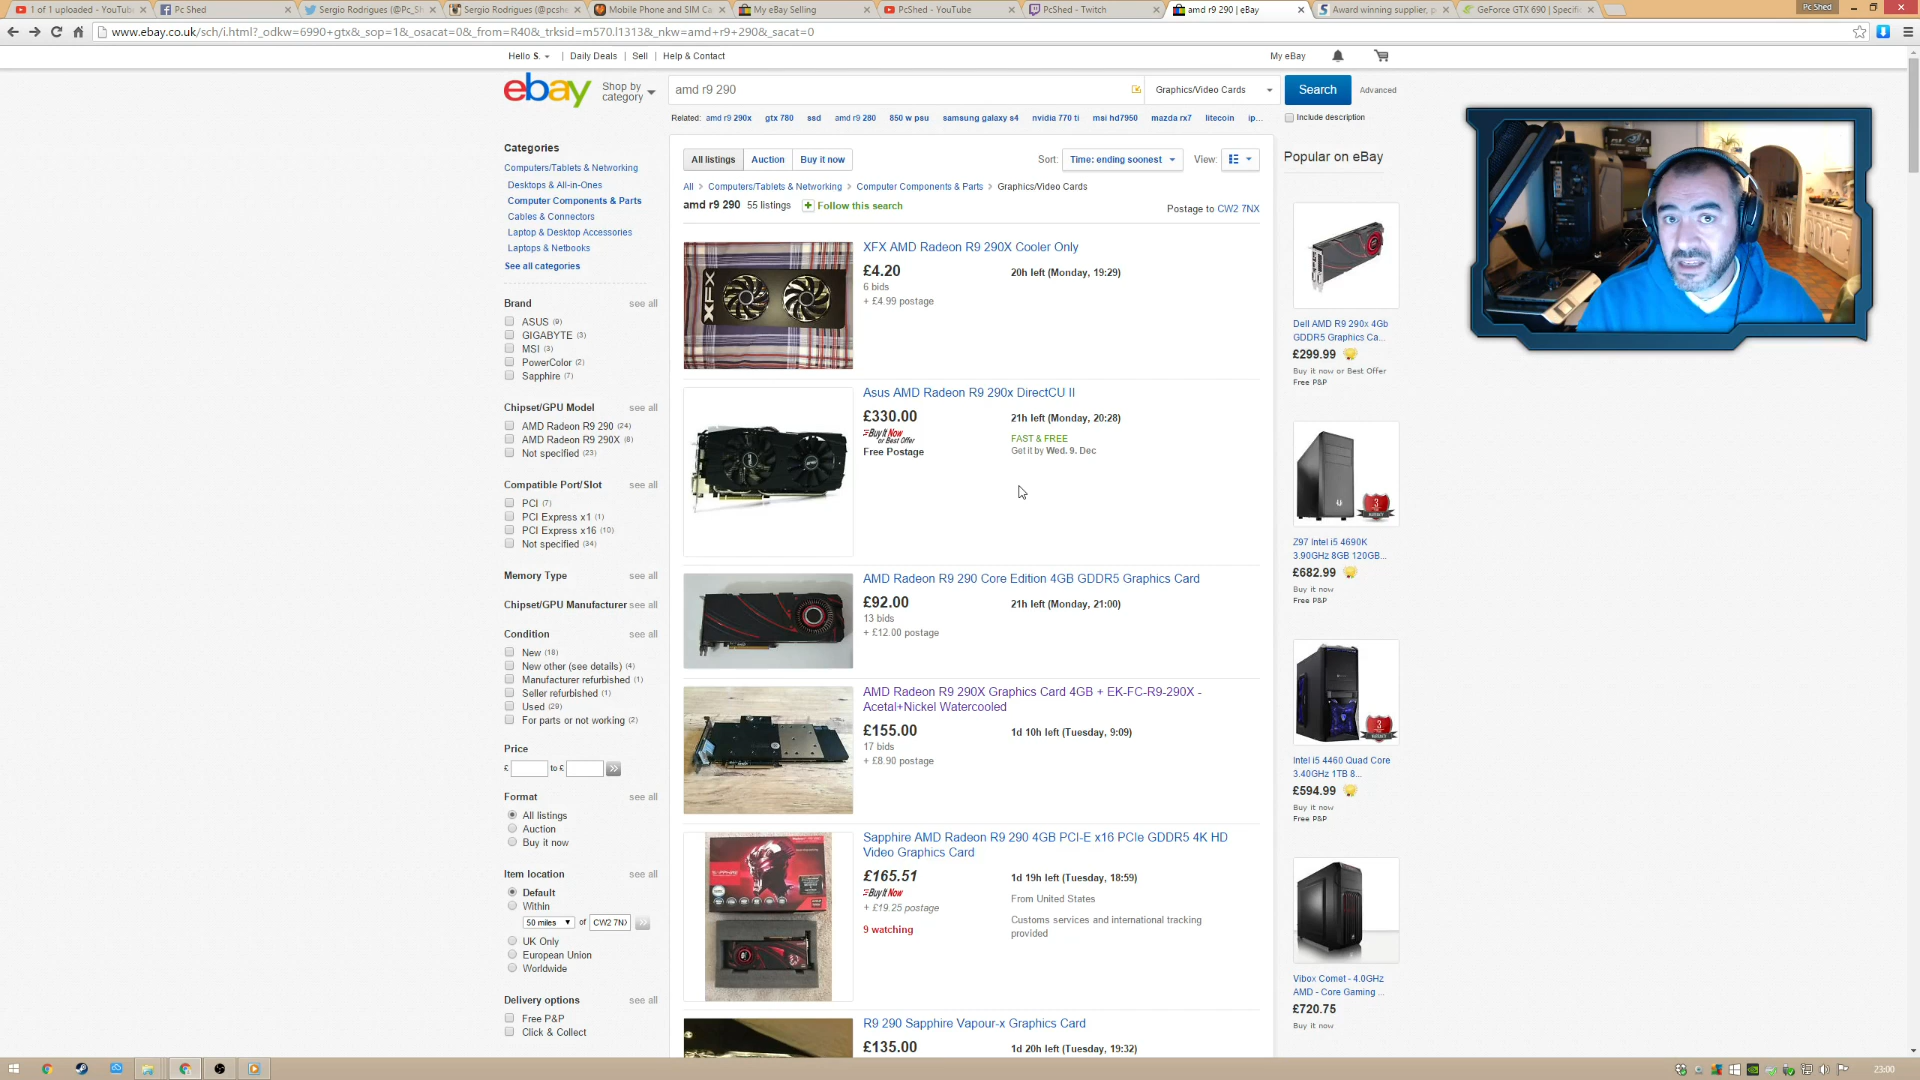 1 of 1 uploaded - YouTub
Pc Shed
Sergio Rodrigues (@Pc_Sh
Sergio Rodrigues (@pcshe
Mobile Phone and SIM Ca
My eBay Selling
PcShed - YouTube
PcShed - Twitch
amd r9 290 | eBay
Award winning supplier, p
GeForce GTX 690 | Specifi
Pc Shed
www.ebay.co.uk/sch/i.html?_odkw=6990+gtx&_sop=1&_osacat=0&_from=R40&_trksid=m570.l1313&_nkw=amd+r9+290&_sacat=0
Hello S.
Daily Deals
Sell
Help & Contact
My eBay
ebay
Shop by category
amd r9 290
Graphics/Video Cards
Search
Advanced
Related: amd r9 290x gtx 780 ssd amd r9 280 850 w psu samsung galaxy s4 nvidia 770 ti msi hd7950 mazda rx7 litecoin ip...
Include description
Categories
Computers/Tablets & Networking
Desktops & All-in-Ones
Computer Components & Parts
Cables & Connectors
Laptop & Desktop Accessories
Laptops & Netbooks
See all categories
Brand see all
ASUS (9)
GIGABYTE (3)
MSI (3)
PowerColor (2)
Sapphire (7)
Chipset/GPU Model see all
AMD Radeon R9 290 (24)
AMD Radeon R9 290X (8)
Not specified (23)
Compatible Port/Slot see all
PCI (7)
PCI Express x1 (1)
PCI Express x16 (10)
Not specified (34)
Memory Type see all
Chipset/GPU Manufacturer see all
Condition see all
New (18)
New other (see details) (4)
Manufacturer refurbished (1)
Seller refurbished (1)
Used (29)
For parts or not working (2)
Price
£ to £
Format see all
All listings
Auction
Buy it now
Item location see all
Default
Within
50 miles of CW2 7N
UK Only
European Union
Worldwide
Delivery options see all
Free P&P
Click & Collect
All listings Auction Buy it now
Sort: Time: ending soonest View:
All > Computers/Tablets & Networking > Computer Components & Parts > Graphics/Video Cards
amd r9 290 55 listings + Follow this search
Postage to CW2 7NX
XFX AMD Radeon R9 290X Cooler Only
£4.20
20h left (Monday, 19:29)
6 bids
+ £4.99 postage
XFX
Asus AMD Radeon R9 290x DirectCU II
£330.00
21h left (Monday, 20:28)
Buy It Now
or Best Offer
FAST & FREE
Free Postage
Get it by Wed. 9. Dec
AMD Radeon R9 290 Core Edition 4GB GDDR5 Graphics Card
£92.00
21h left (Monday, 21:00)
13 bids
+ £12.00 postage
AMD Radeon R9 290X Graphics Card 4GB + EK-FC-R9-290X -
Acetal+Nickel Watercooled
£155.00
1d 10h left (Tuesday, 9:09)
17 bids
+ £8.90 postage
Sapphire AMD Radeon R9 290 4GB PCI-E x16 PCIe GDDR5 4K HD
Video Graphics Card
£165.51
1d 19h left (Tuesday, 18:59)
Buy It Now
From United States
+ £19.25 postage
Customs services and international tracking
provided
9 watching
R9 290 Sapphire Vapour-x Graphics Card
£135.00
1d 20h left (Tuesday, 19:32)
Popular on eBay
Dell AMD R9 290x 4Gb
GDDR5 Graphics Ca...
£299.99
Buy it now or Best Offer
Free P&P
Z97 Intel i5 4690K
3.90GHz 8GB 120GB...
£682.99
Buy it now
Free P&P
Intel i5 4460 Quad Core
3.40GHz 1TB 8...
£594.99
Buy it now
Free P&P
Vibox Comet - 4.0GHz
AMD - Core Gaming ...
£720.75
Buy it now
23:00